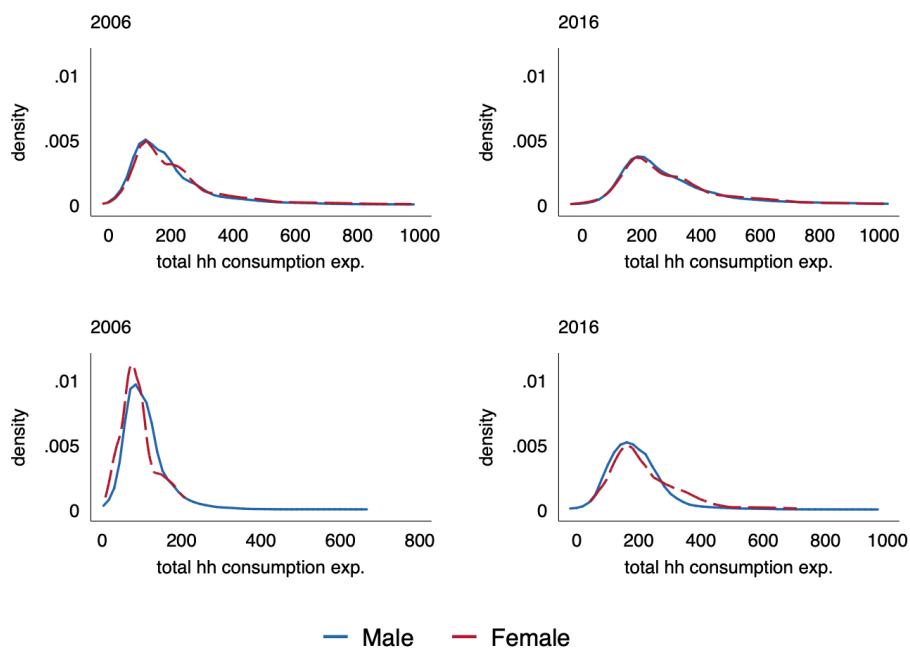 2006
.01
.005
0
density
0 200 400 600 800 1000
total hh consumption exp.
2016
.01
.005
0
density
0 200 400 600 800 1000
total hh consumption exp.
2006
.01
.005
0
density
0 200 400 600 800
total hh consumption exp.
2016
.01
.005
0
density
0 200 400 600 800 1000
total hh consumption exp.
Male Female